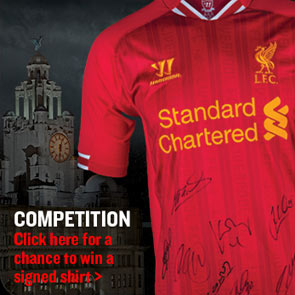 L.F.C.
WARRIOR
Standard
Chartered
COMPETITION
Click here for a
chance to win a
signed shirt >